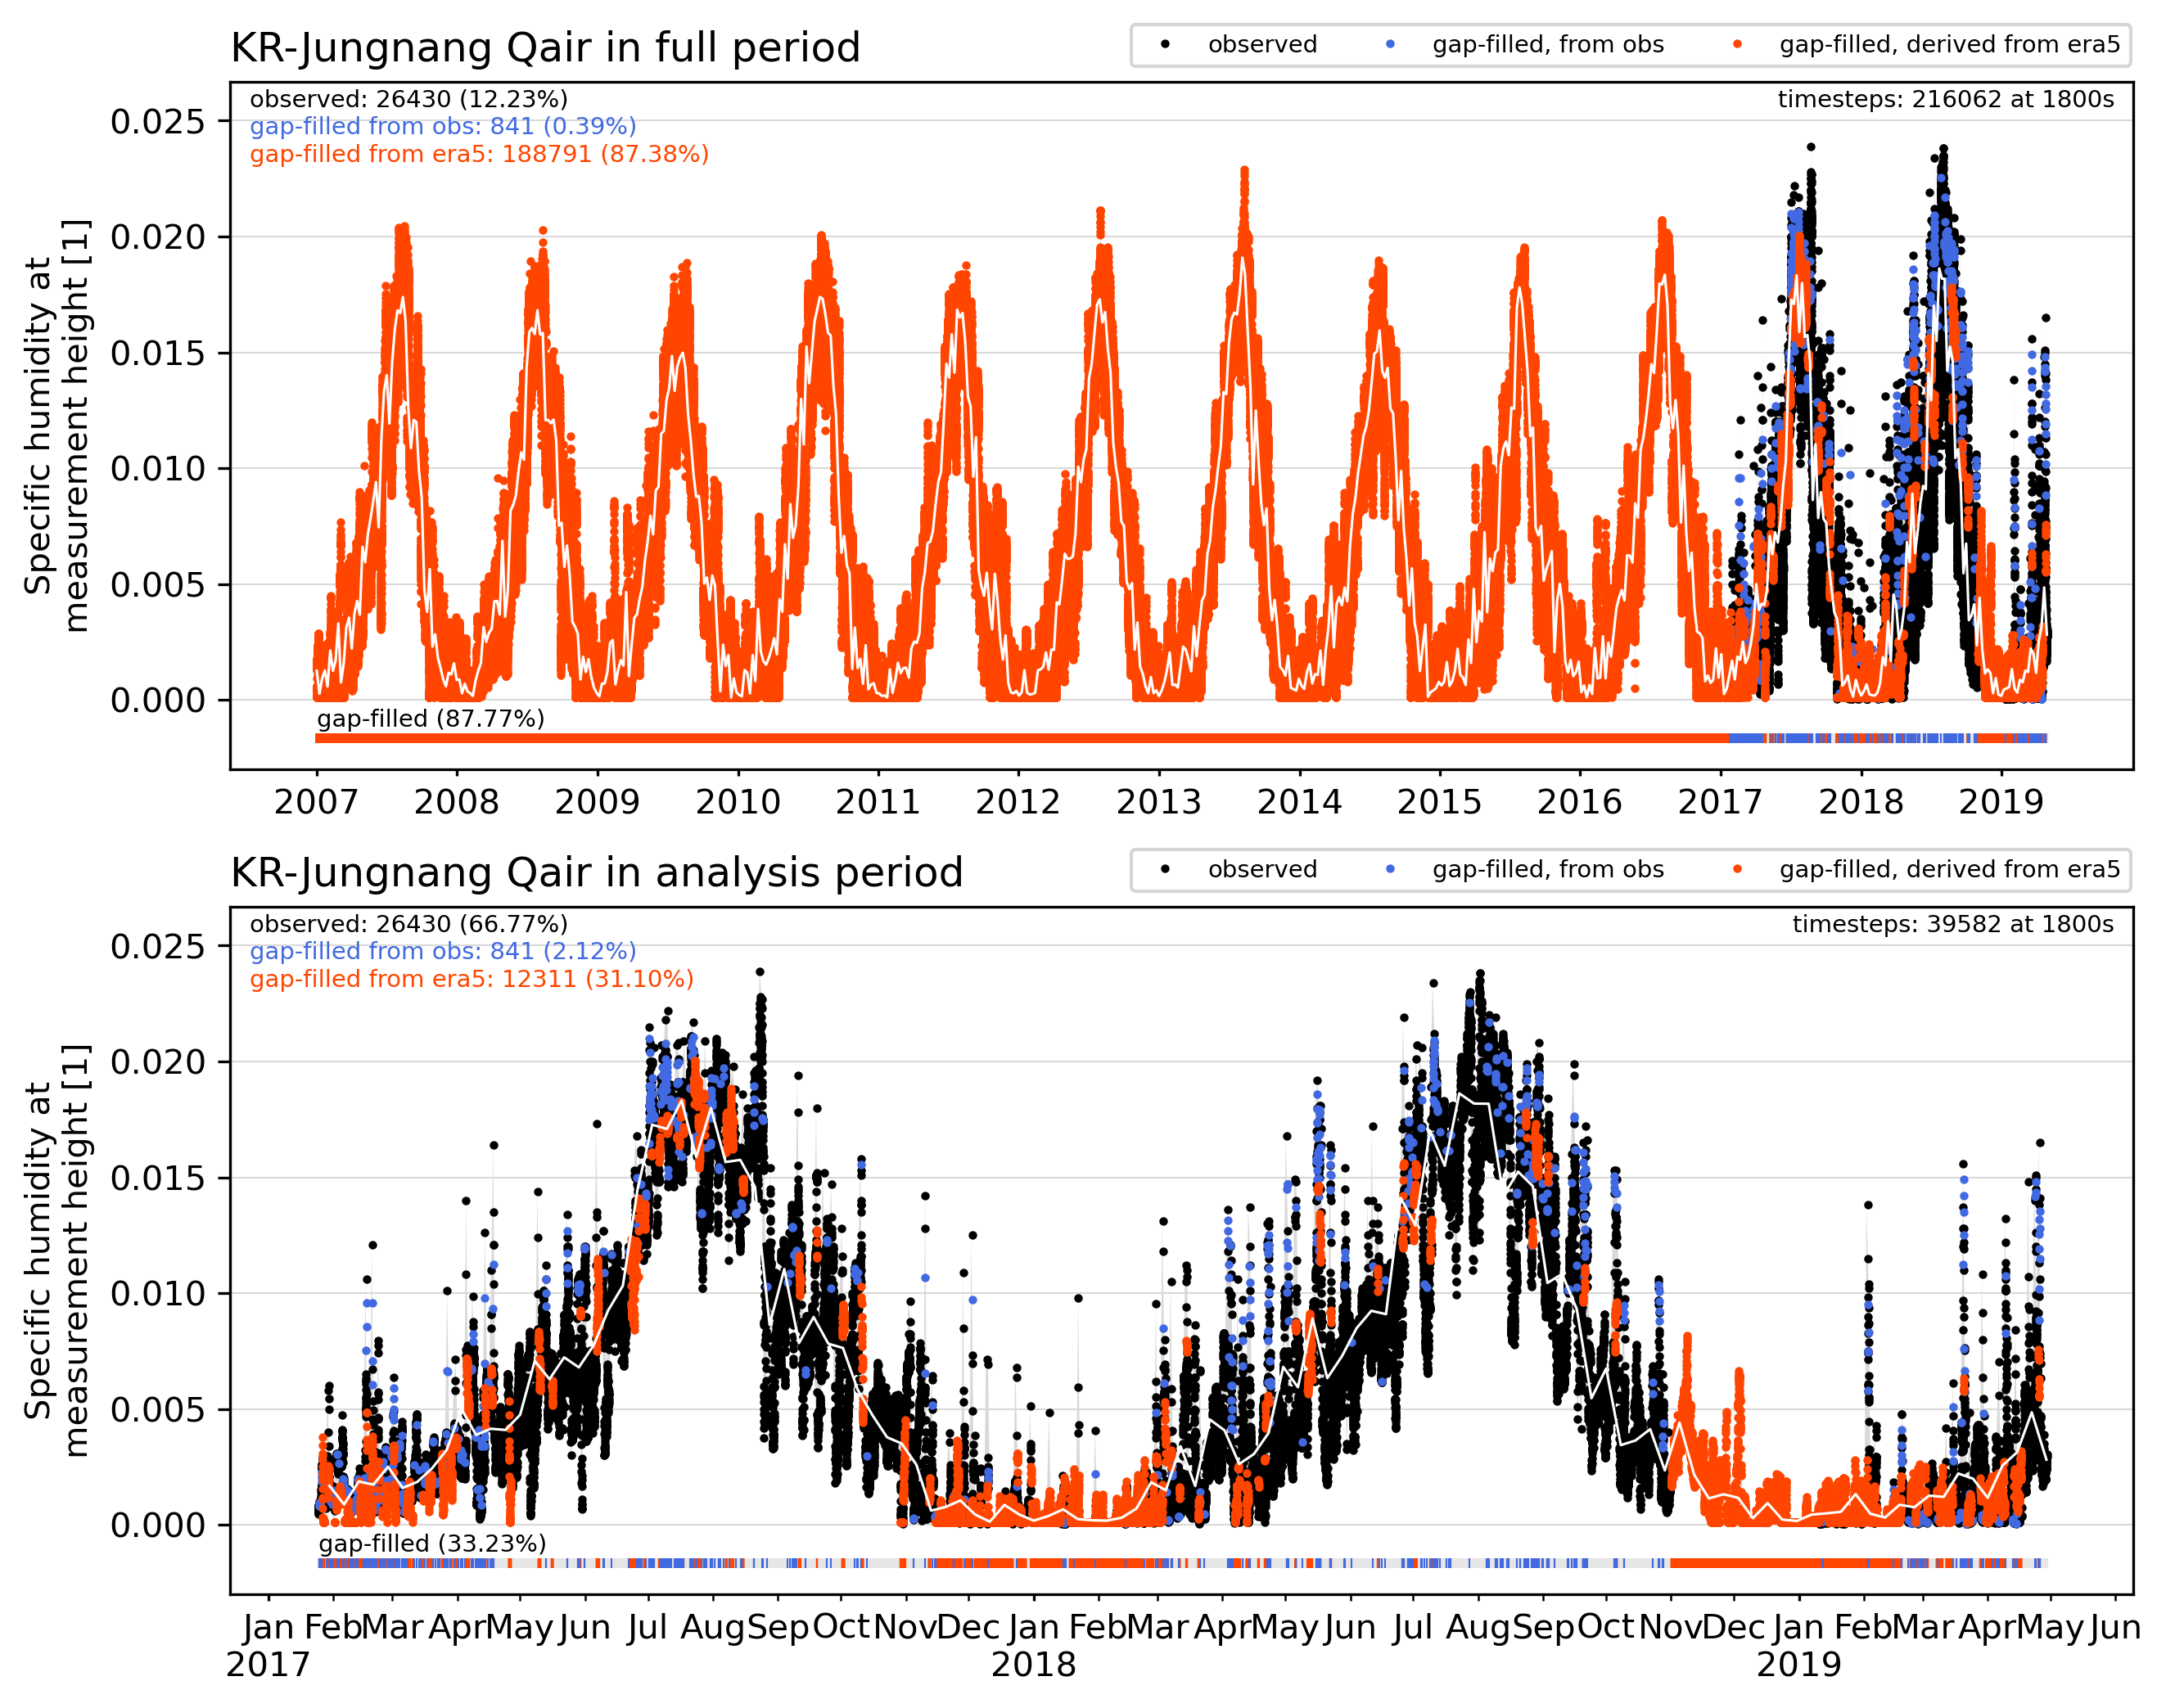 KR-Jungnang Qair in full period
observed
gap-filled, from obs
gap-filled, derived from era5
observed: 26430 (12.23%)
gap-filled from obs: 841 (0.39%)
gap-filled from era5: 188791 (87.38%)
timesteps: 216062 at 1800s
Specific humidity at
measurement height [1]
0.025
0.020
0.015
0.010
0.005
0.000
gap-filled (87.77%)
2007 2008 2009 2010 2011 2012 2013 2014 2015 2016 2017 2018 2019
KR-Jungnang Qair in analysis period
observed
gap-filled, from obs
gap-filled, derived from era5
observed: 26430 (66.77%)
gap-filled from obs: 841 (2.12%)
gap-filled from era5: 12311 (31.10%)
timesteps: 39582 at 1800s
Specific humidity at
measurement height [1]
0.025
0.020
0.015
0.010
0.005
0.000
gap-filled (33.23%)
Jan Feb Mar Apr May Jun Jul Aug Sep Oct Nov Dec Jan Feb Mar Apr May Jun Jul Aug Sep Oct Nov Dec Jan Feb Mar Apr May Jun
2017 2018 2019